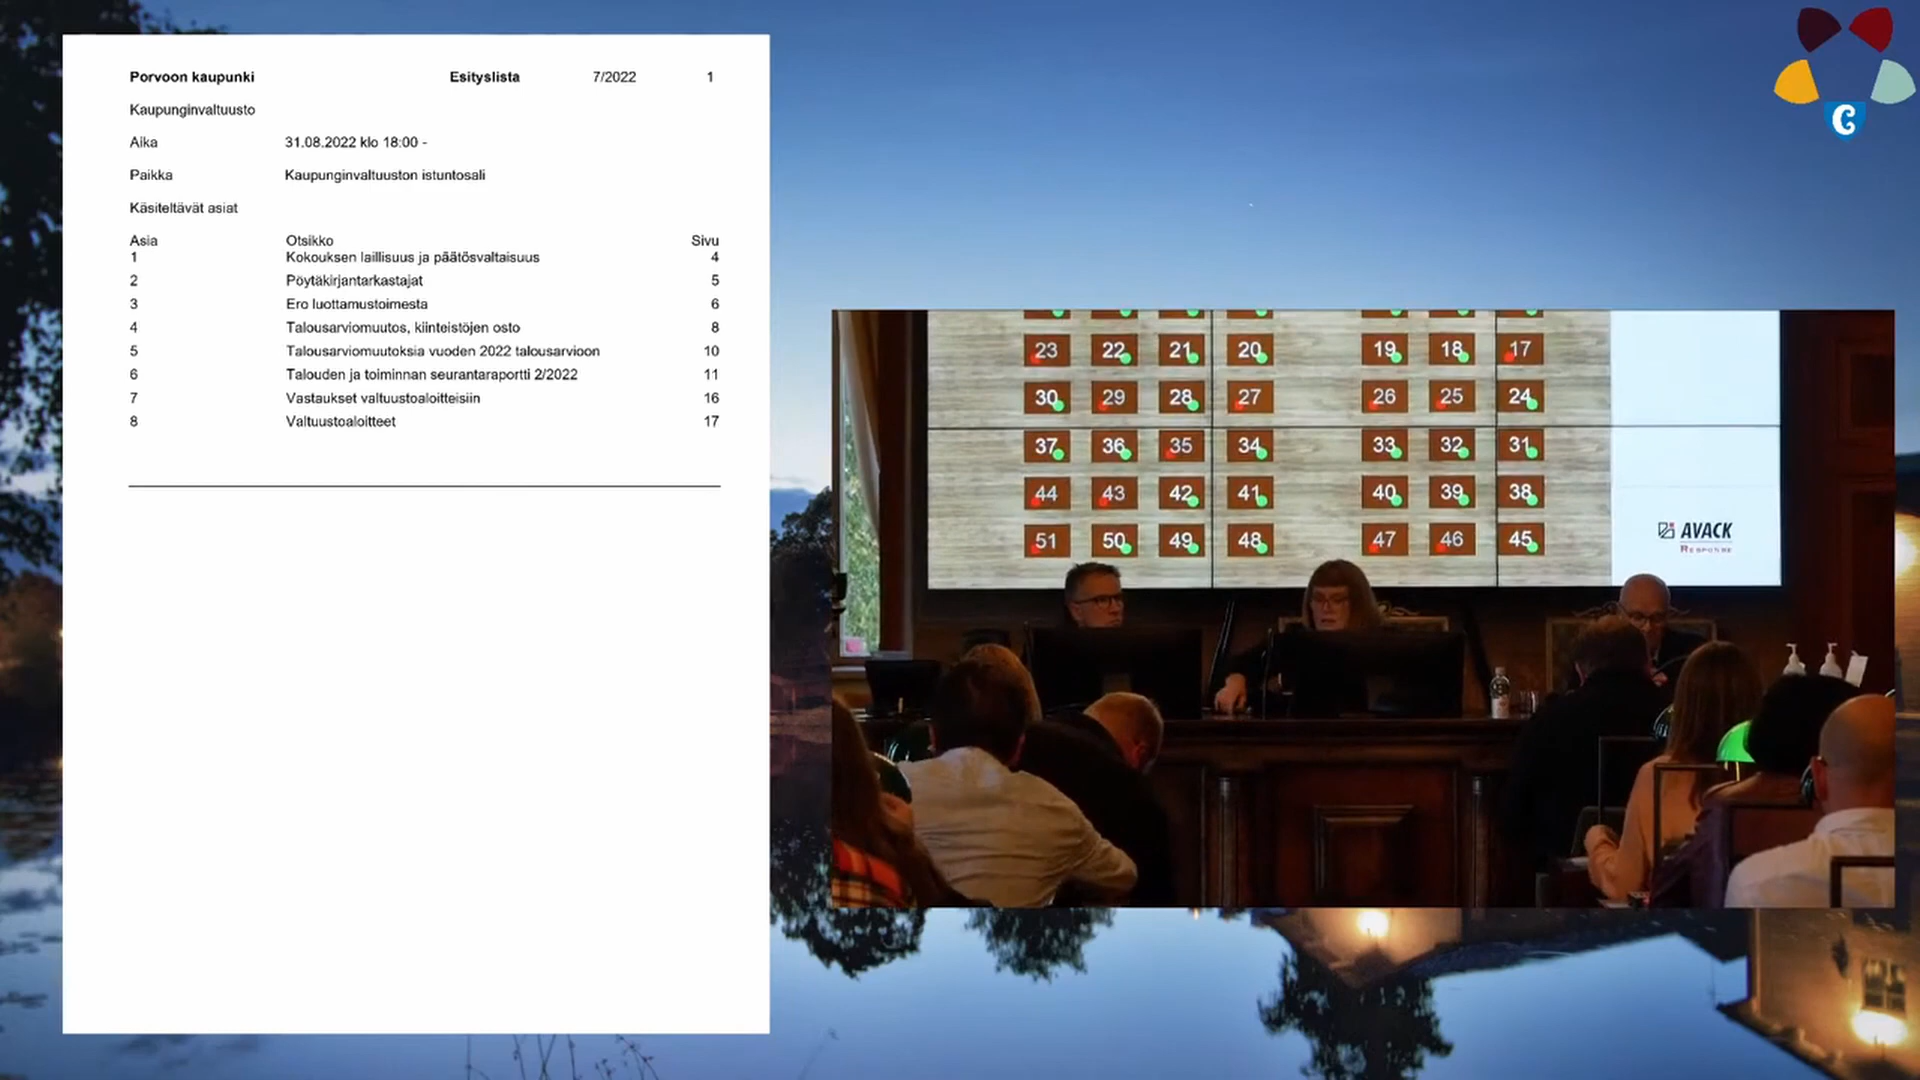 Porvoon kaupunki Esityslista 7/2022 1
Kaupunginvaltuusto
Aika 31.08.2022 klo 18:00 -
Paikka Kaupunginvaltuuston istuntosali
Käsiteltävät asiat
Asia Otsikko Sivu
1 Kokouksen laillisuus ja päätösvaltaisuus 4
2 Pöytäkirjantarkastajat 5
3 Ero luottamustoimesta 6
4 Talousarviomuutos, kiinteistöjen osto 8
5 Talousarviomuutoksia vuoden 2022 talousarvioon 10
6 Talouden ja toiminnan seurantaraportti 2/2022 11
7 Vastaukset valtuustoaloitteisiin 16
8 Valtuustoaloitteet 17
23 22 21 20 19 18 17
30 29 28 27 26 25 24
37 36 35 34 33 32 31
44 43 42 41 40 39 38
51 50 49 48 47 46 45
AVACK
RESPONSE